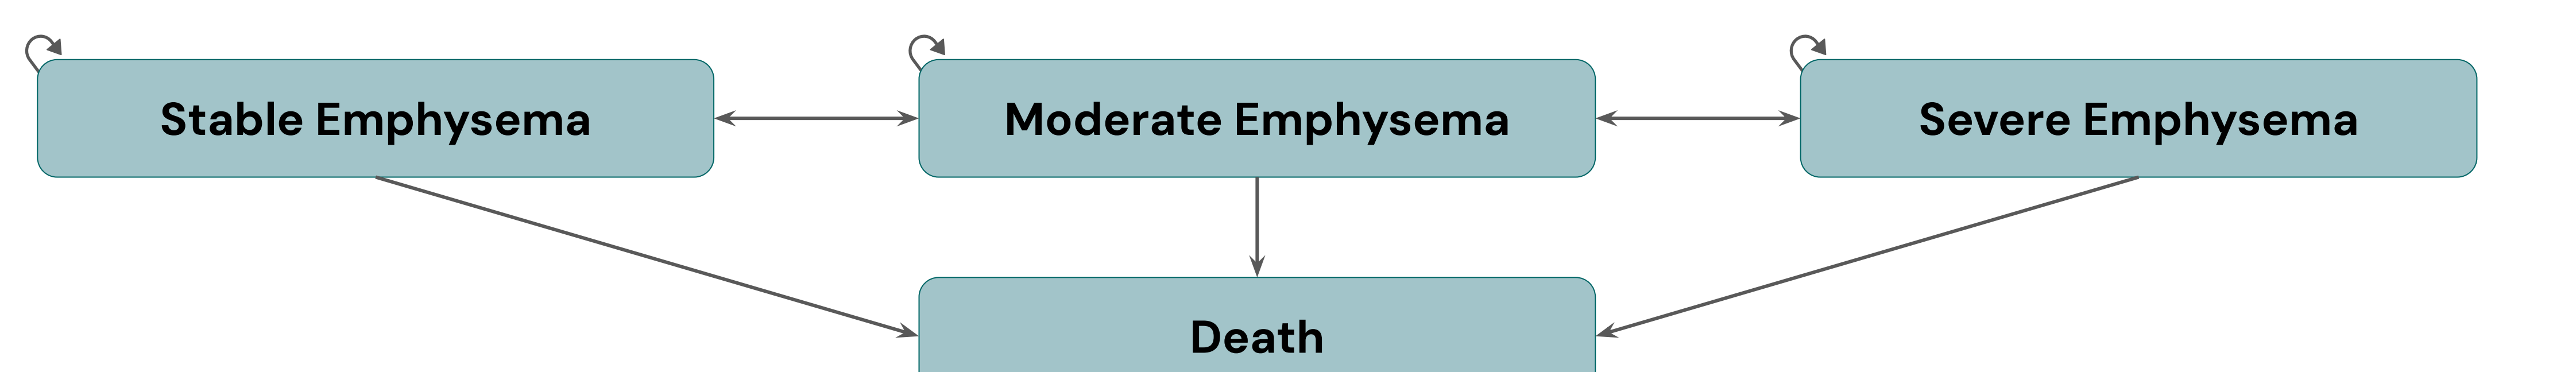 Stable Emphysema
Moderate Emphysema
Severe Emphysema
Death